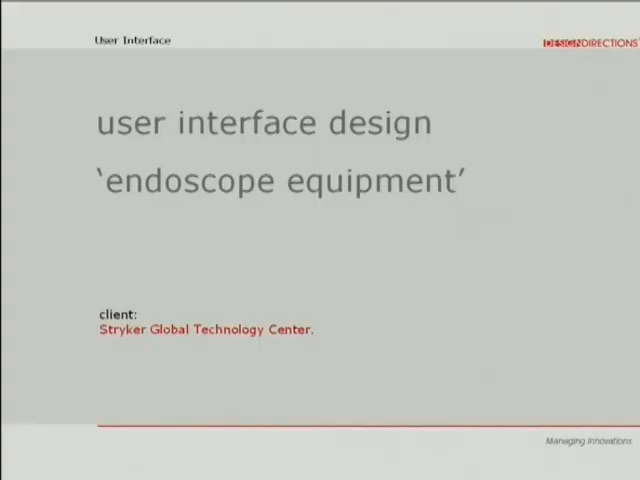 User Interface
DESIGNDIRECTIONS
user interface design
‘endoscope equipment’
client:
Stryker Global Technology Center.
Managing Innovations